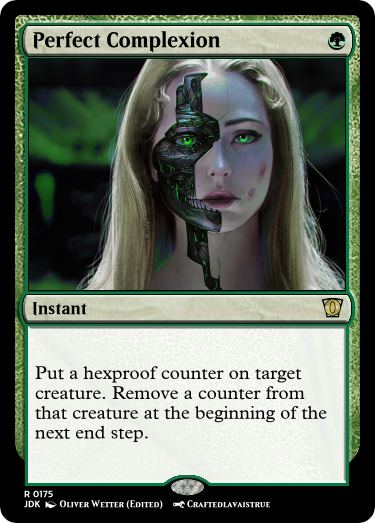 Perfect Complexion
Instant
Put a hexproof counter on target
creature. Remove a counter from
that creature at the beginning of the
next end step.
R 0175
JDK Oliver Wetter (Edited) Craftedlavaistrue